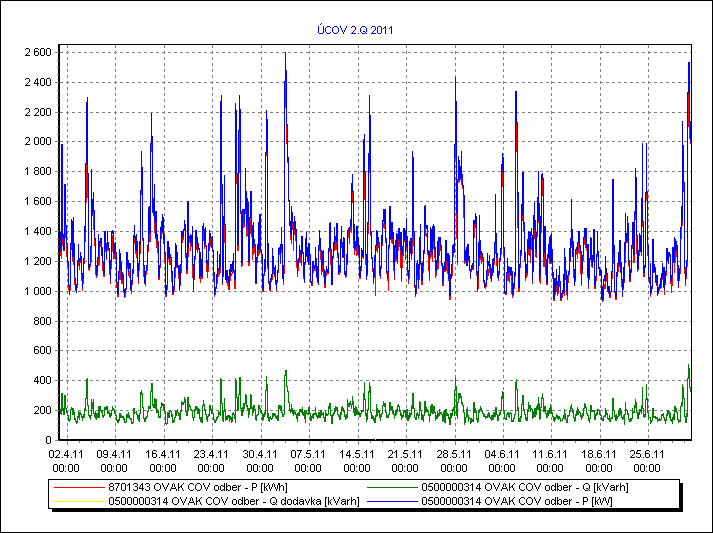 ÚCOV 2.Q 2011
2 600
2 400
2 200
2 000
1 800
1 600
1 400
1 200
1 000
800
600
400
200
0
02.4.11 09.4.11 16.4.11 23.4.11 30.4.11 07.5.11 14.5.11 21.5.11 28.5.11 04.6.11 11.6.11 18.6.11 25.6.11
00:00 00:00 00:00 00:00 00:00 00:00 00:00 00:00 00:00 00:00 00:00 00:00 00:00
8701343 OVAK COV odber - P [kWh] 0500000314 OVAK COV odber - Q [kVarh]
0500000314 OVAK COV odber - Q dodavka [kVarh] 0500000314 OVAK COV odber - P [kW]